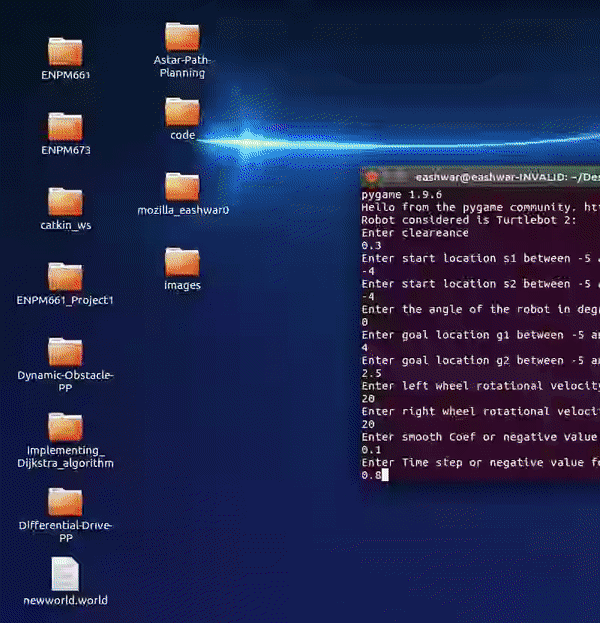 ENPM661
ENPM673
catkin_ws
ENPM661_Project1
Dynamic-Obstacle-
PP
Implementing_
Dijkstra_algorithm
Differential-Drive-
PP
newworld.world
Astar-Path-
Planning
code
mozilla_eashwar0
images
eashwar@eashwar-INVALID: ~/Des
pygame 1.9.6
Hello from the pygame community. ht
Robot considered is Turtlebot 2:
Enter cleareance
0.3
Enter start location s1 between -5
-4
Enter start location s2 between -5
-4
Enter the angle of the robot in degr
0
Enter goal location g1 between -5 an
4
Enter goal location g2 between -5 an
2.5
Enter left wheel rotational velocity
20
Enter right wheel rotational velocit
20
Enter smooth Coef or negative value
0.1
Enter Time step or negative value fo
0.8